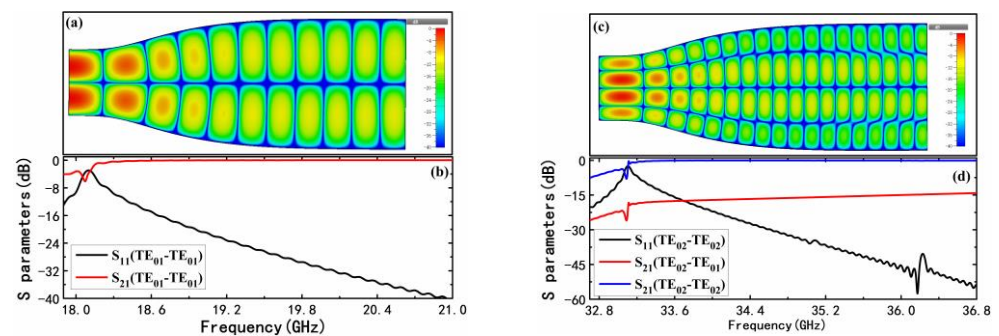 (a)
0
-40
(b)
S parameters(dB)
0
-8
-16
-24
-32
-40
S11(TE01-TE01)
S21(TE01-TE01)
18.0 18.6 19.2 19.8 20.4 21.0
Frequency(GHz)
(c)
(d)
S parameters(dB)
0
-15
-30
-45
-60
S11(TE02-TE02)
S21(TE02-TE01)
S21(TE02-TE02)
32.8 33.6 34.4 35.2 36.0 36.8
Frequency(GHz)